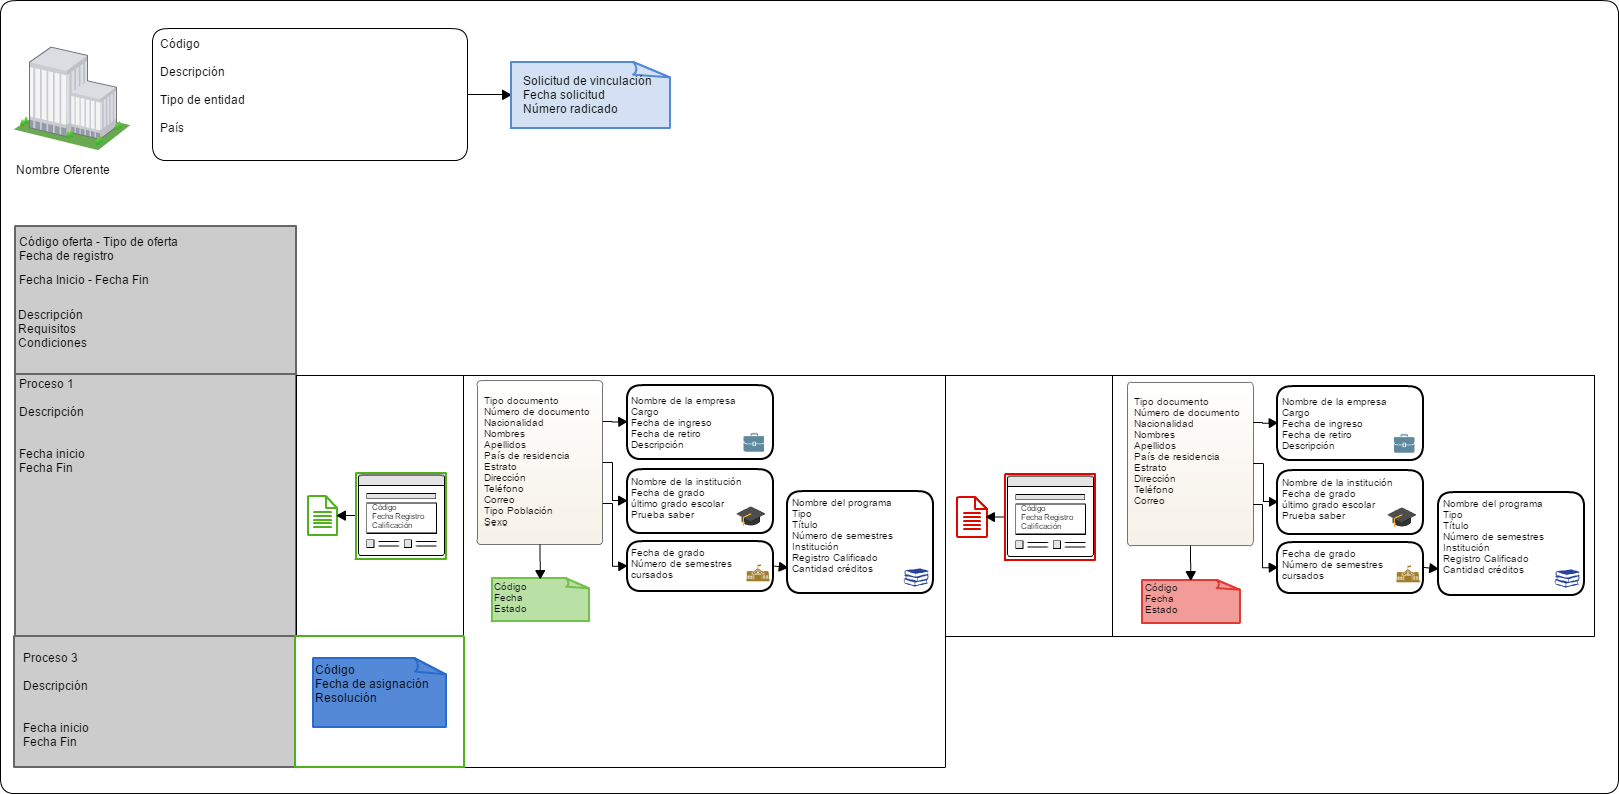 Código
Descripción
Tipo de entidad
País
Nombre Oferente
Solicitud de vinculación
Fecha solicitud
Número radicado
Código oferta - Tipo de oferta
Fecha de registro
Fecha Inicio - Fecha Fin
Descripción
Requisitos
Condiciones
Proceso 1
Descripción
Fecha inicio
Fecha Fin
Código
Fecha Registro
Calificación
Tipo documento
Número de documento
Nacionalidad
Nombres
Apellidos
País de residencia
Estrato
Dirección
Teléfono
Correo
Tipo Población
Sexo
Código
Fecha
Estado
Nombre de la empresa
Cargo
Fecha de ingreso
Fecha de retiro
Descripción
Nombre de la institución
Fecha de grado
último grado escolar
Prueba saber
Fecha de grado
Número de semestres
cursados
Nombre del programa
Tipo
Título
Número de semestres
Institución
Registro Calificado
Cantidad créditos
Código
Fecha Registro
Calificación
Tipo documento
Número de documento
Nacionalidad
Nombres
Apellidos
País de residencia
Estrato
Dirección
Teléfono
Correo
Código
Fecha
Estado
Nombre de la empresa
Cargo
Fecha de ingreso
Fecha de retiro
Descripción
Nombre de la institución
Fecha de grado
último grado escolar
Prueba saber
Fecha de grado
Número de semestres
cursados
Nombre del programa
Tipo
Título
Número de semestres
Institución
Registro Calificado
Cantidad créditos
Proceso 3
Descripción
Fecha inicio
Fecha Fin
Código
Fecha de asignación
Resolución